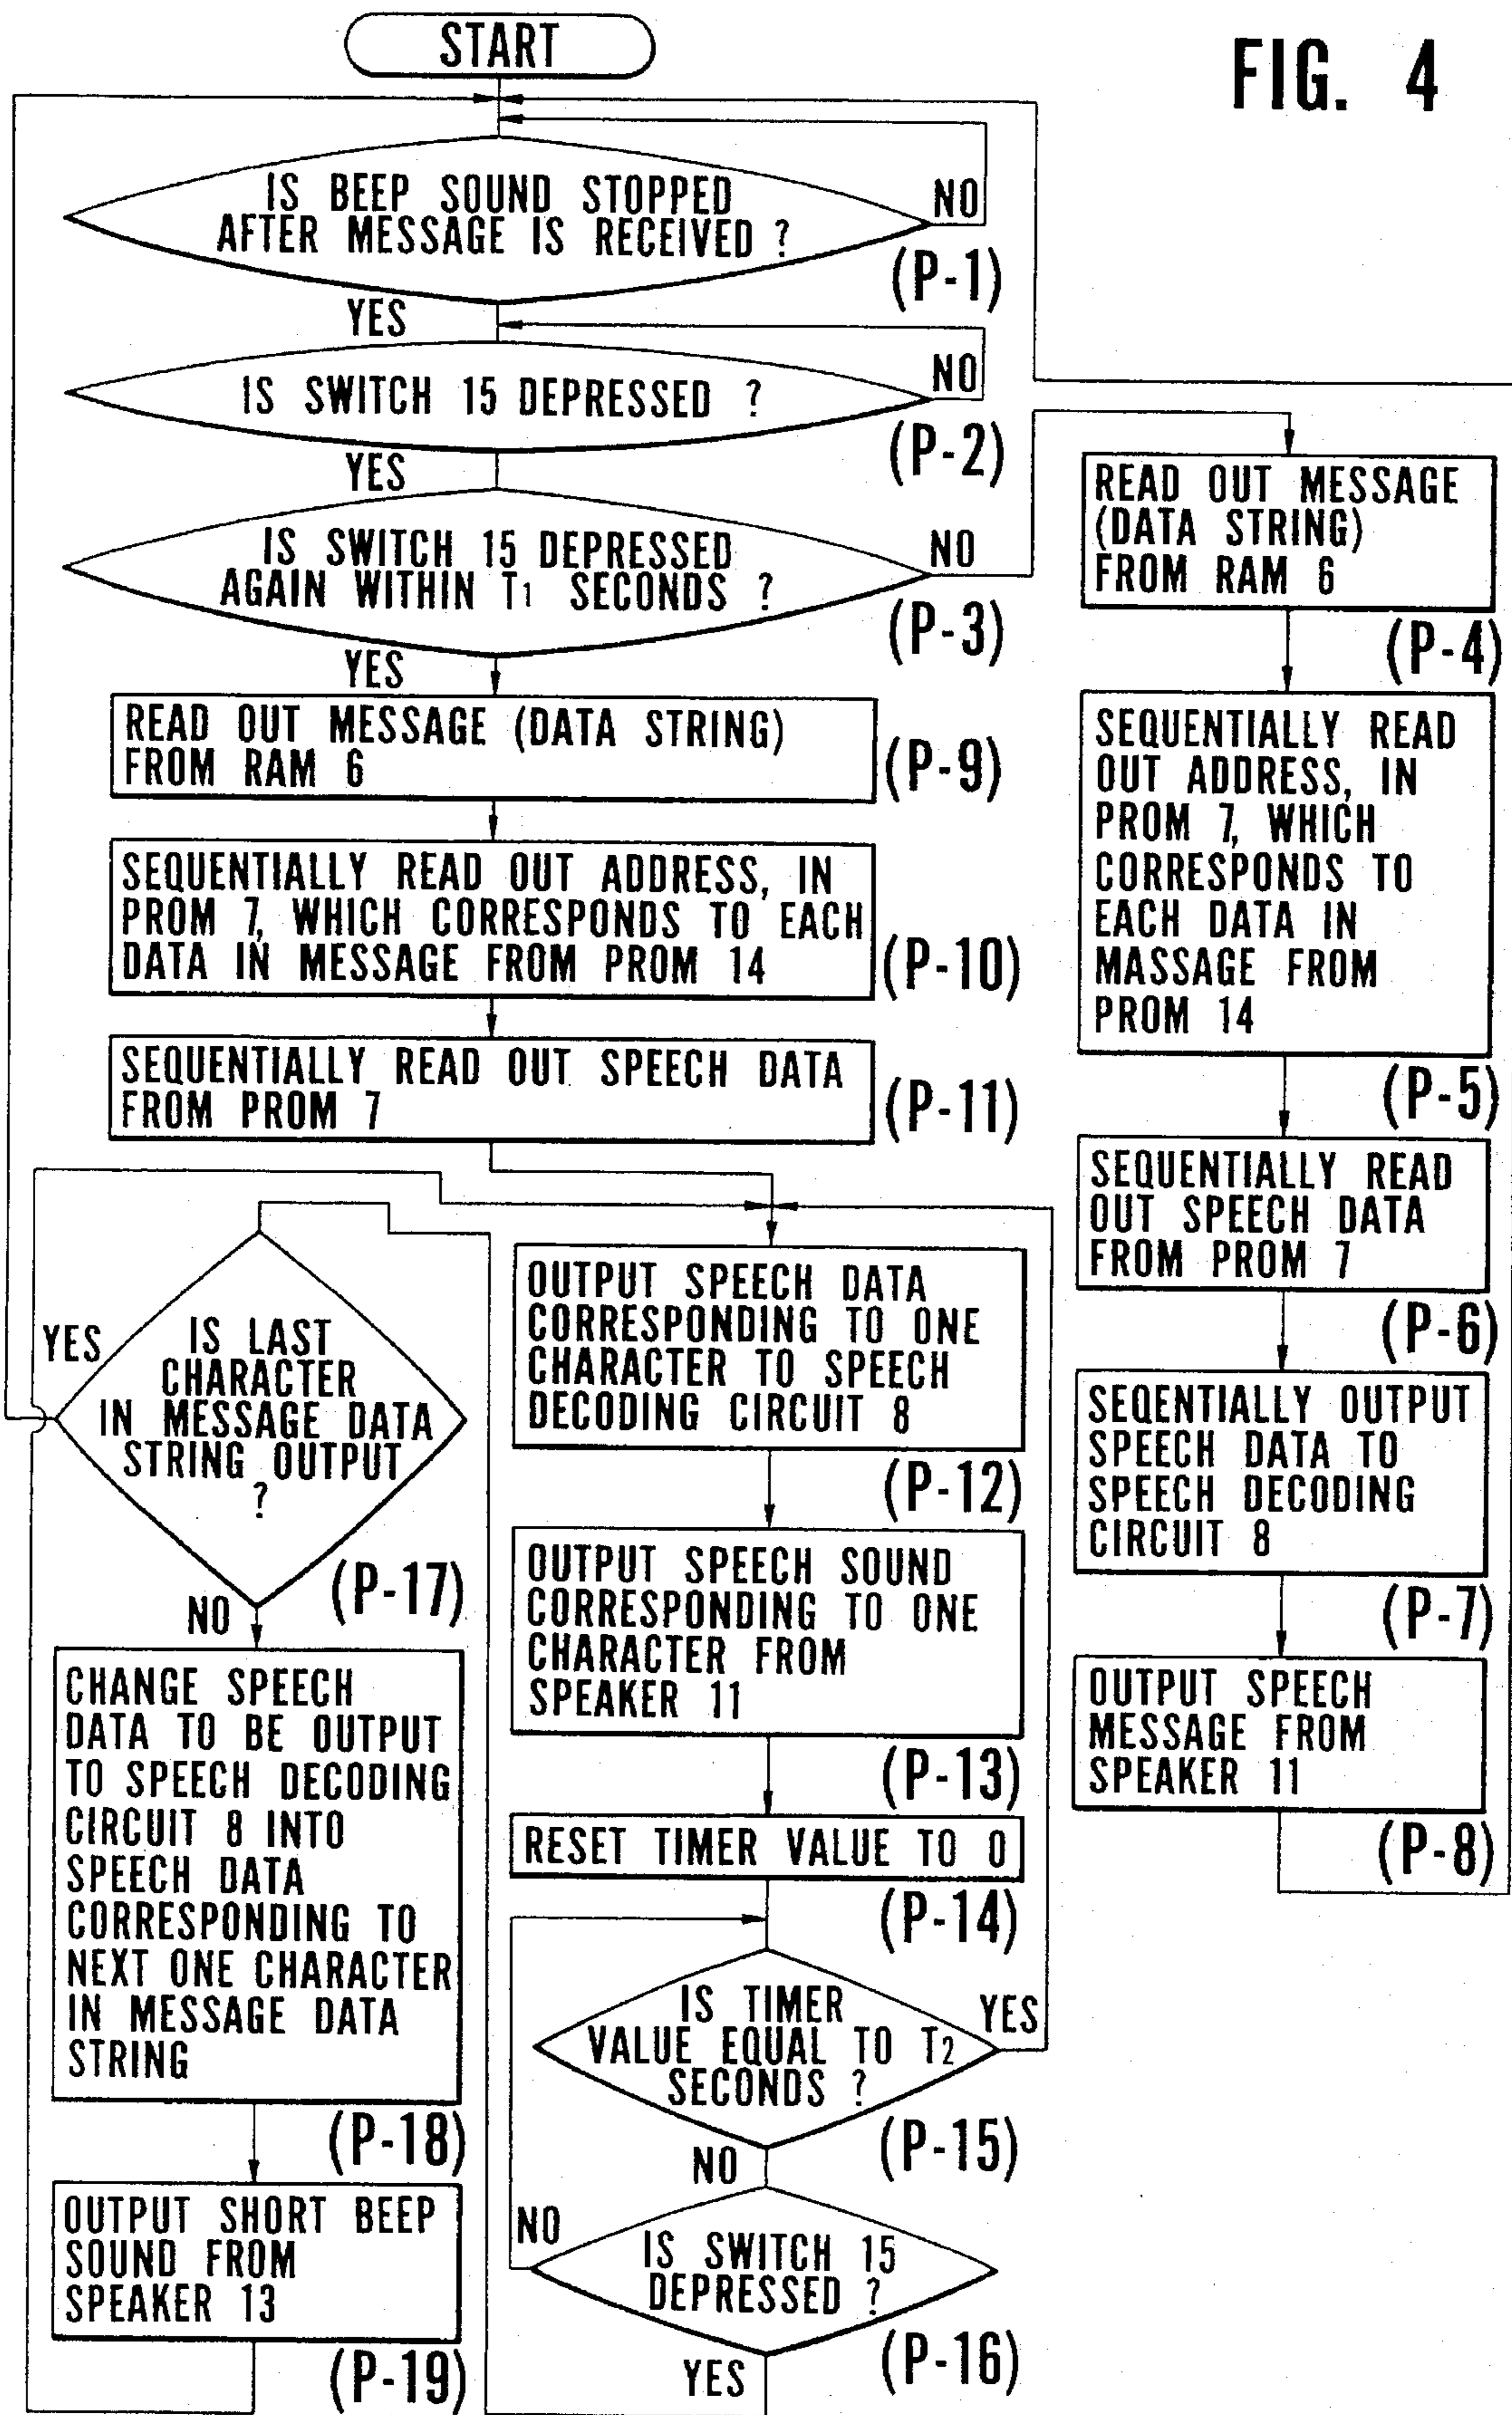 FIG. 4
START
IS BEEP SOUND STOPPED
AFTER MESSAGE IS RECEIVED ?
NO
(P-1)
YES
IS SWITCH 15 DEPRESSED ?
NO
(P-2)
YES
IS SWITCH 15 DEPRESSED
AGAIN WITHIN T1 SECONDS ?
NO
(P-3)
YES
READ OUT MESSAGE
(DATA STRING)
FROM RAM 6
(P-4)
SEQUENTIALLY READ
OUT ADDRESS, IN
PROM 7, WHICH
CORRESPONDS TO
EACH DATA IN
MASSAGE FROM
PROM 14
(P-5)
SEQUENTIALLY READ
OUT SPEECH DATA
FROM PROM 7
(P-6)
SEQENTIALLY OUTPUT
SPEECH DATA TO
SPEECH DECODING
CIRCUIT 8
(P-7)
OUTPUT SPEECH
MESSAGE FROM
SPEAKER 11
(P-8)
READ OUT MESSAGE (DATA STRING)
FROM RAM 6
(P-9)
SEQUENTIALLY READ OUT ADDRESS, IN
PROM 7, WHICH CORRESPONDS TO EACH
DATA IN MESSAGE FROM PROM 14
(P-10)
SEQUENTIALLY READ OUT SPEECH DATA
FROM PROM 7
(P-11)
OUTPUT SPEECH DATA
CORRESPONDING TO ONE
CHARACTER TO SPEECH
DECODING CIRCUIT 8
(P-12)
OUTPUT SPEECH SOUND
CORRESPONDING TO ONE
CHARACTER FROM
SPEAKER 11
(P-13)
RESET TIMER VALUE TO 0
(P-14)
IS TIMER
VALUE EQUAL TO T2
SECONDS ?
YES
(P-15)
NO
IS SWITCH 15
DEPRESSED ?
NO
(P-16)
YES
IS LAST
CHARACTER
IN MESSAGE DATA
STRING OUTPUT
?
YES
(P-17)
NO
CHANGE SPEECH
DATA TO BE OUTPUT
TO SPEECH DECODING
CIRCUIT 8 INTO
SPEECH DATA
CORRESPONDING TO
NEXT ONE CHARACTER
IN MESSAGE DATA
STRING
(P-18)
OUTPUT SHORT BEEP
SOUND FROM
SPEAKER 13
(P-19)